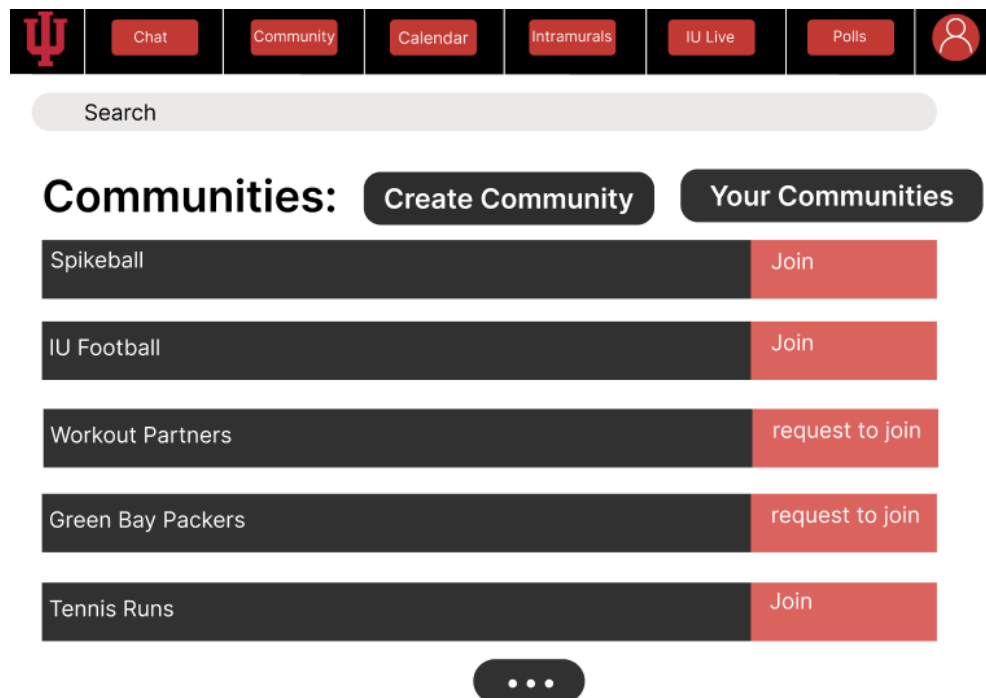 Chat
Community
Calendar
Intramurals
IU Live
Polls
Search
Communities:
Create Community
Your Communities
Spikeball
Join
IU Football
Join
Workout Partners
request to join
Green Bay Packers
request to join
Tennis Runs
Join